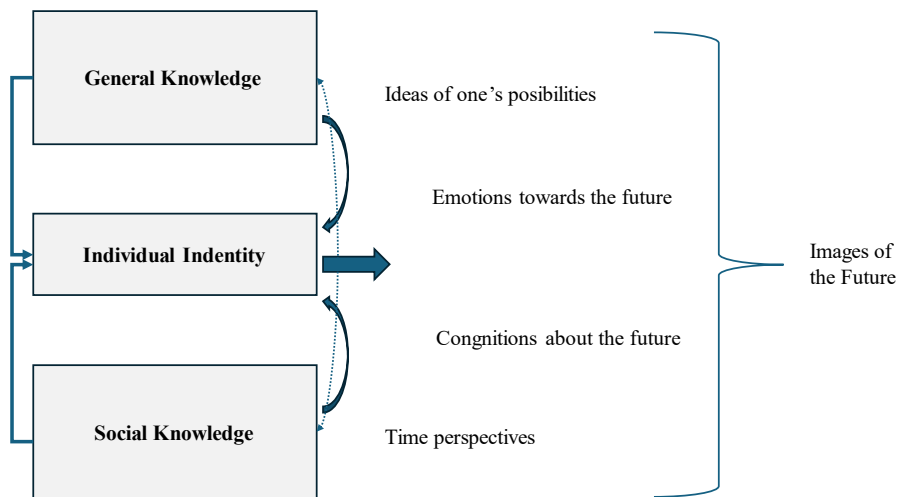 General Knowledge
Ideas of one's posibilities
Emotions towards the future
Individual Indentity
Images of
the Future
Congnitions about the future
Social Knowledge
Time perspectives